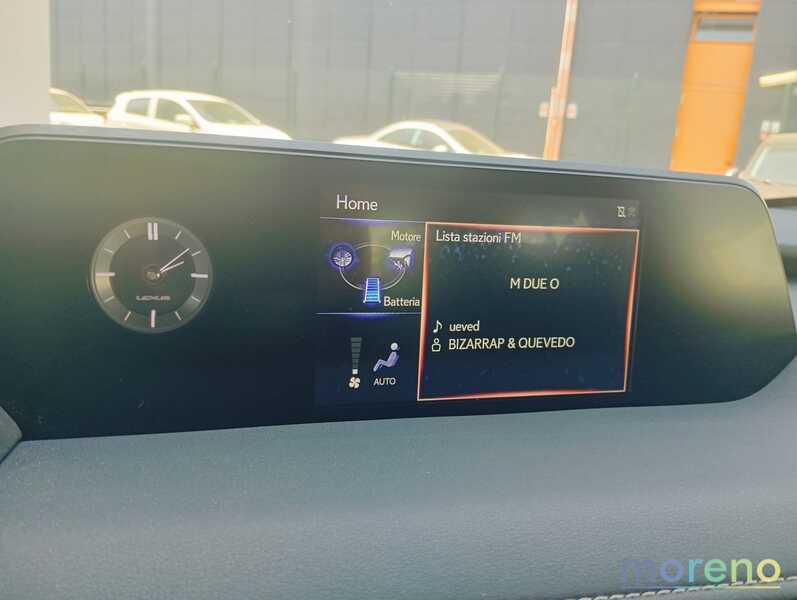 Home
Motore
Lista stazioni FM
M DUE O
Batteria
ueved
BIZARRAP & QUEVEDO
AUTO
LEXUS
moreno